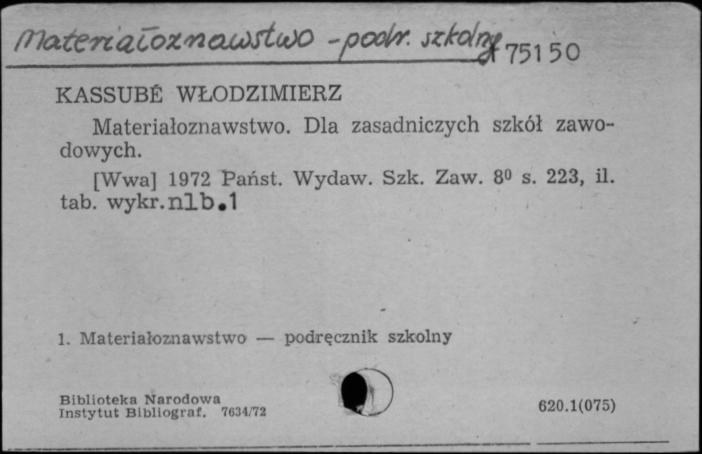 Materiałoznawstwo - podr. szkolny
75150
KASSUBÉ WŁODZIMIERZ
Materiałoznawstwo. Dla zasadniczych szkół zawo-
dowych.
[Wwa] 1972 Państ. Wydaw. Szk. Zaw. 8⁰ s. 223, il.
tab. wykr. nlb.1
1. Materiałoznawstwo — podręcznik szkolny
Biblioteka Narodowa
Instytut Bibliograf. 7634/72
620.1(075)